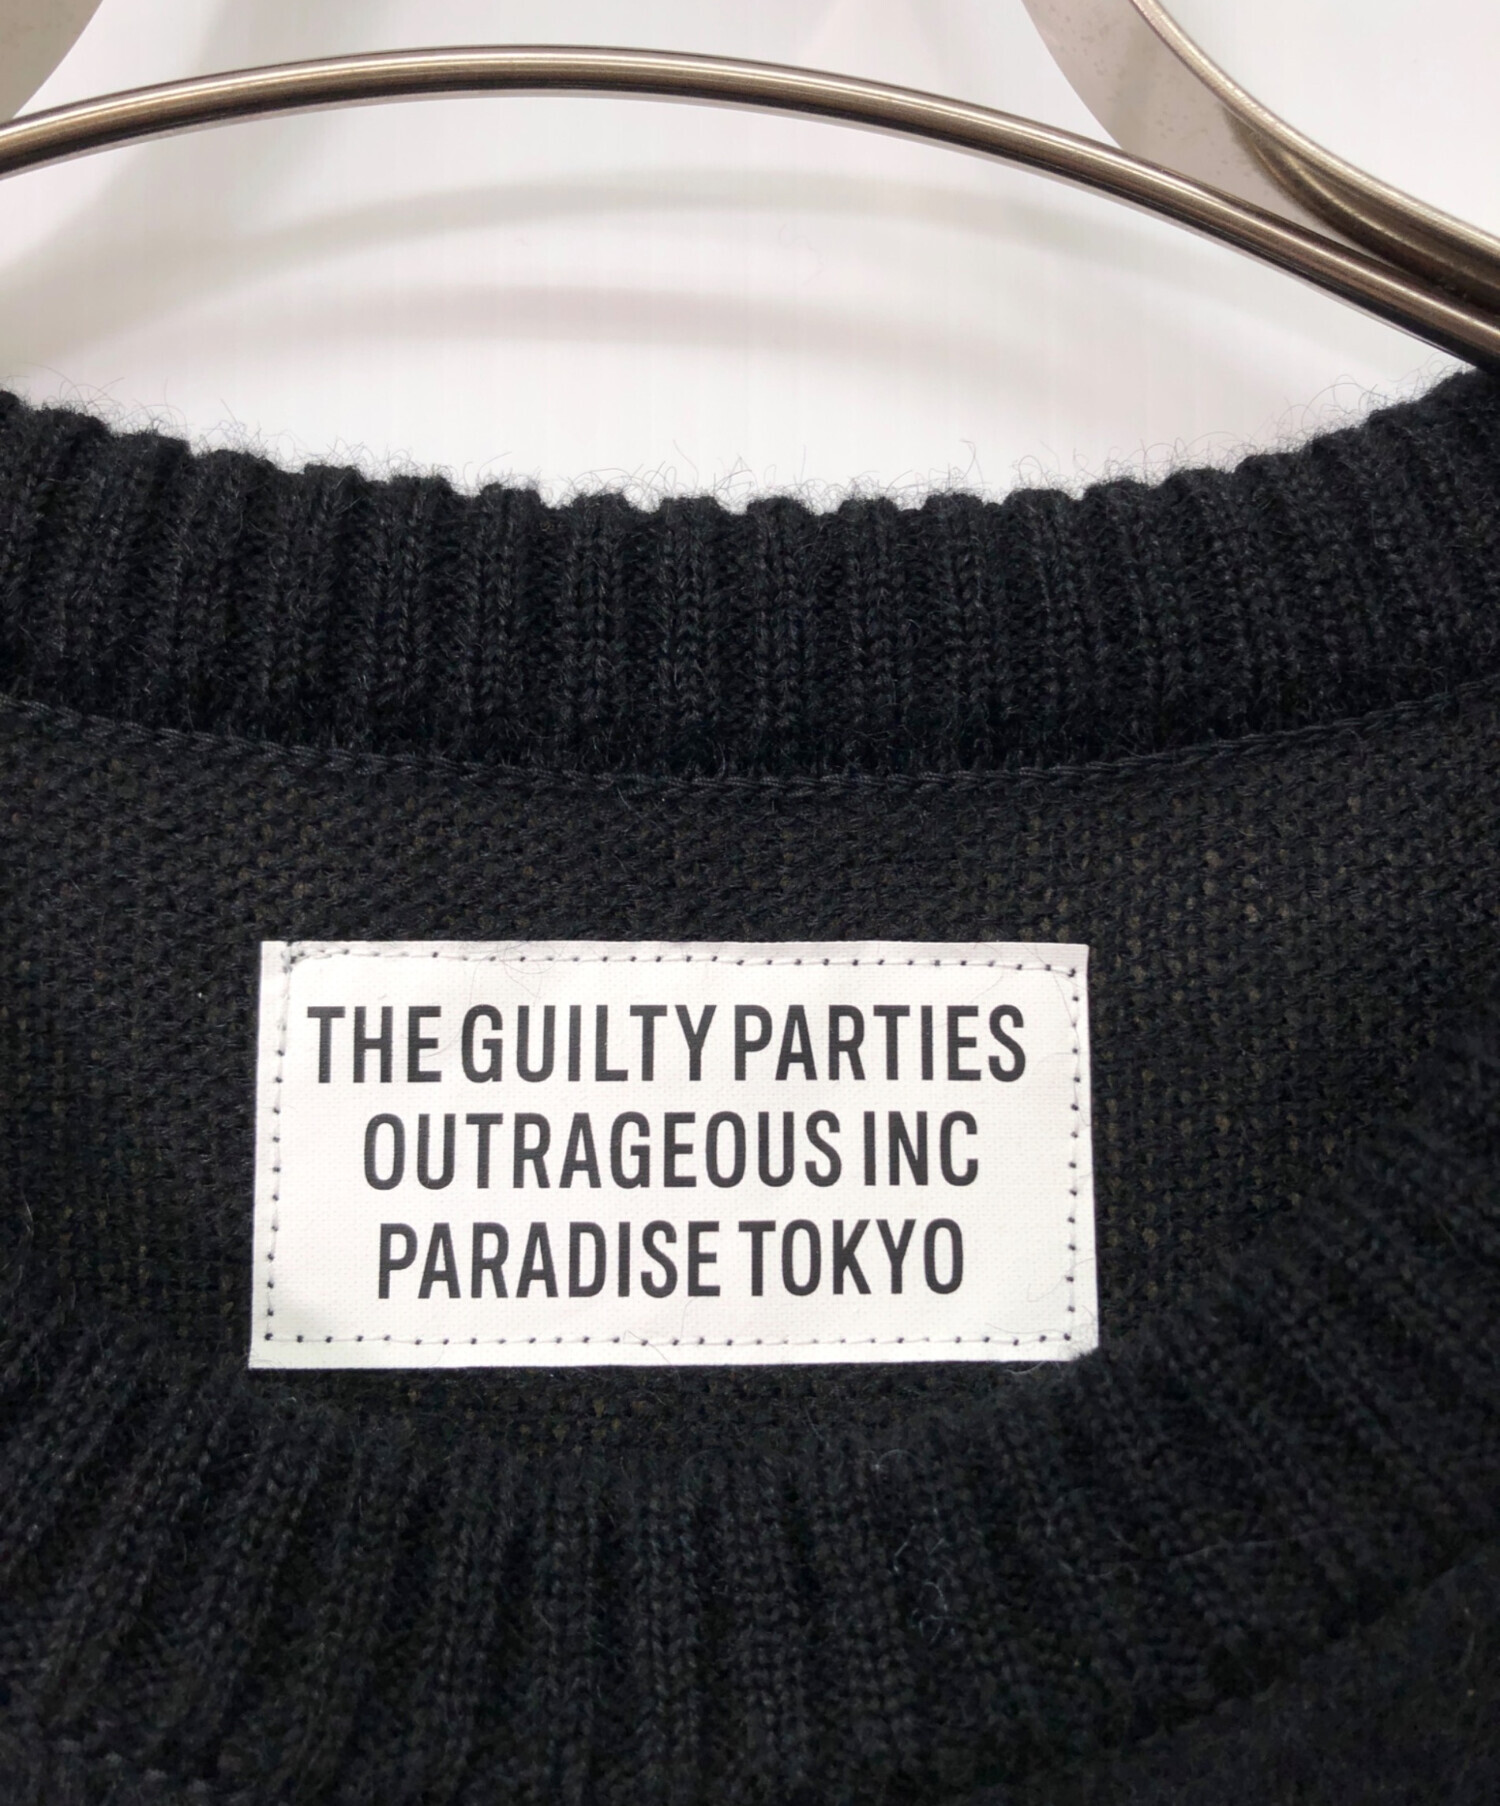 THE GUILTY PARTIES
OUTRAGEOUS INC
PARADISE TOKYO